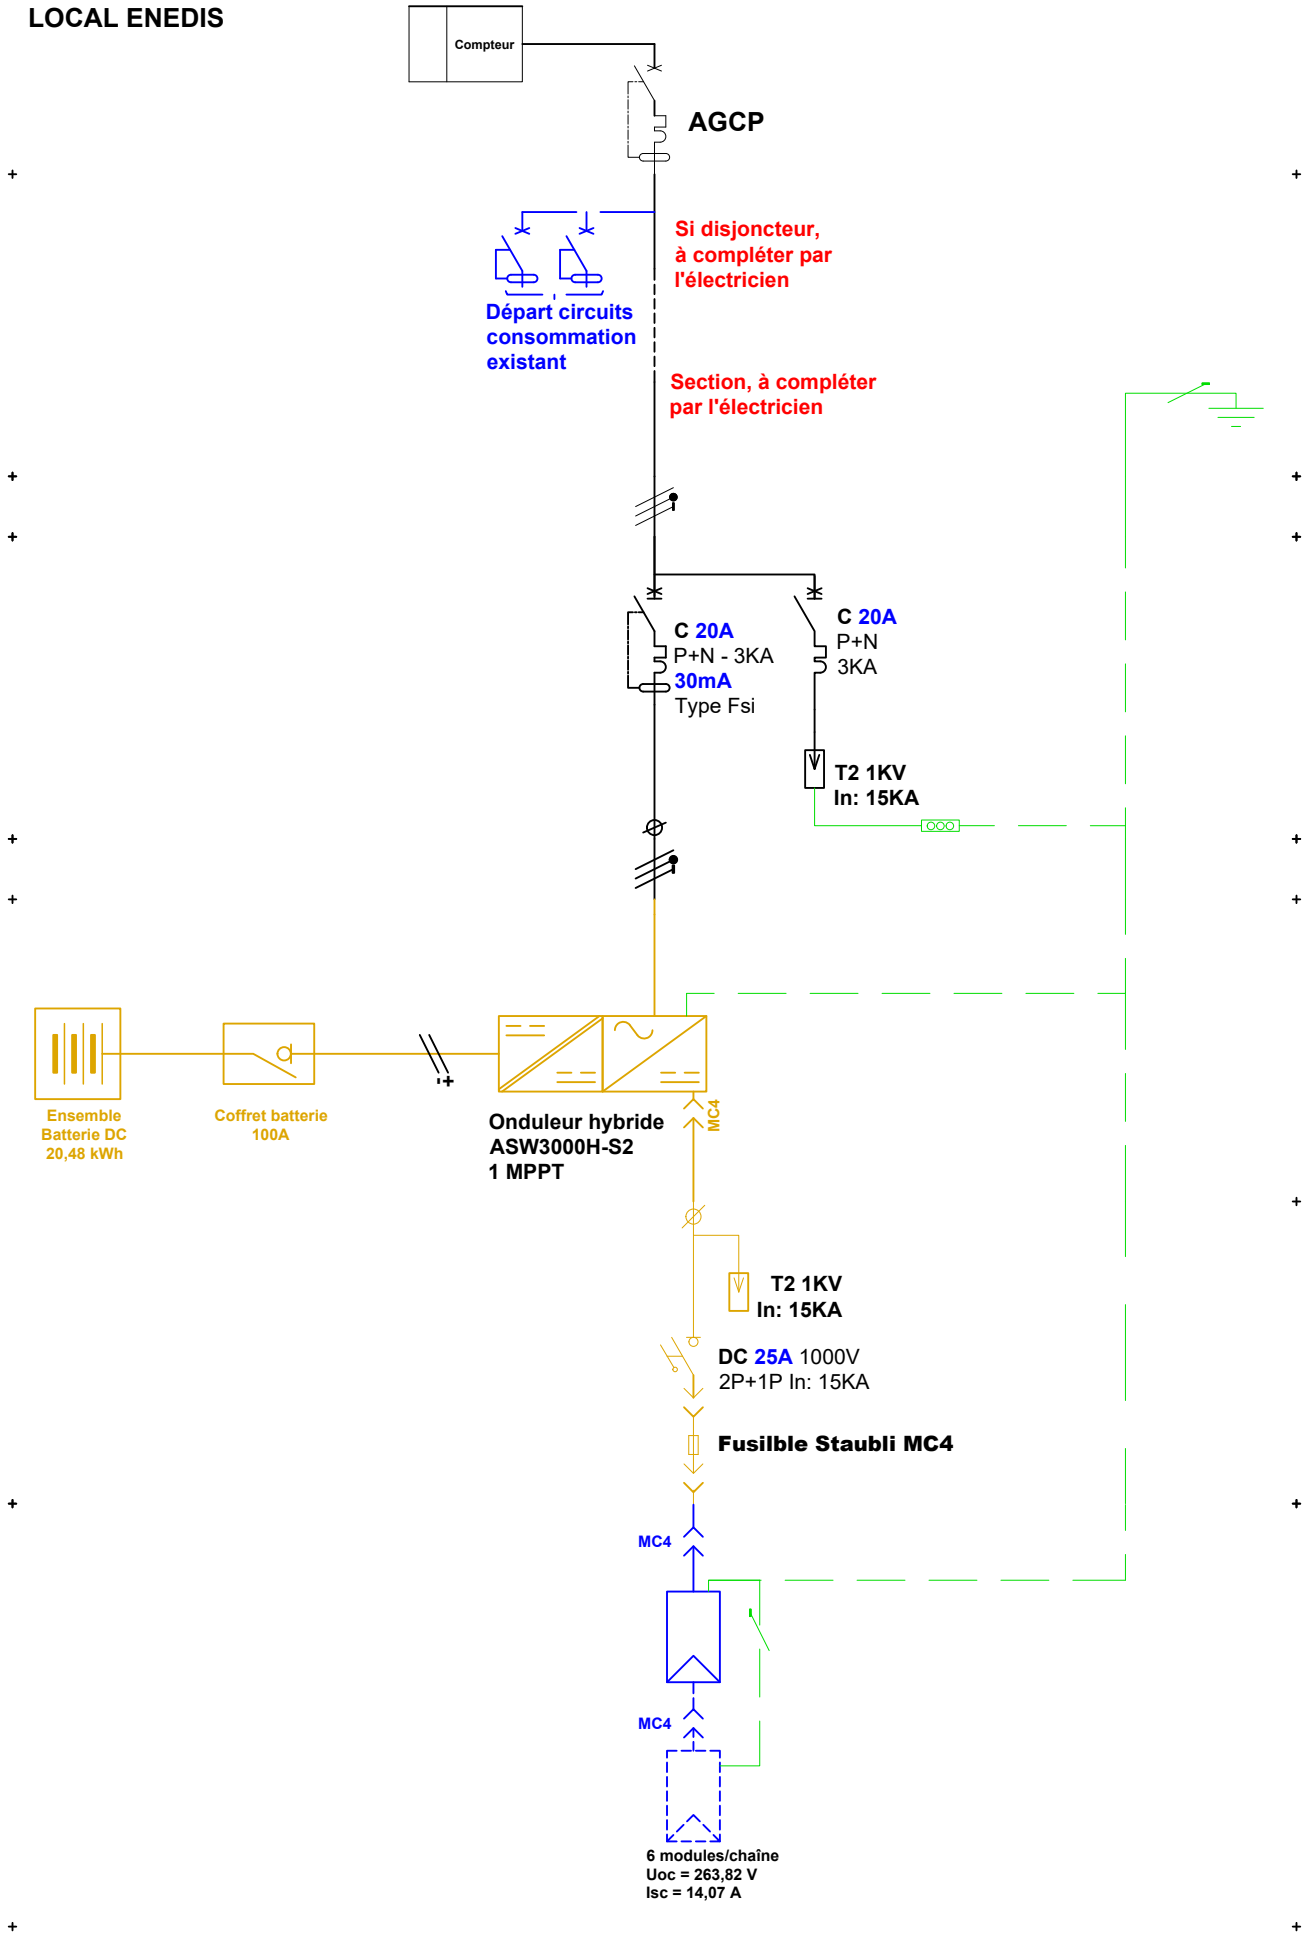 LOCAL ENEDIS
Compteur
AGCP
Si disjoncteur,
à compléter par
l'électricien
Départ circuits
consommation
existant
Section, à compléter
par l'électricien
C 20A
P+N - 3KA
30mA
Type Fsi
C 20A
P+N
3KA
T2 1KV
In: 15KA
Ensemble
Batterie DC
20,48 kWh
Coffret batterie
100A
Onduleur hybride
ASW3000H-S2
1 MPPT
MC4
T2 1KV
In: 15KA
DC 25A 1000V
2P+1P In: 15KA
Fusilble Staubli MC4
MC4
MC4
6 modules/chaîne
Uoc = 263,82 V
Isc = 14,07 A